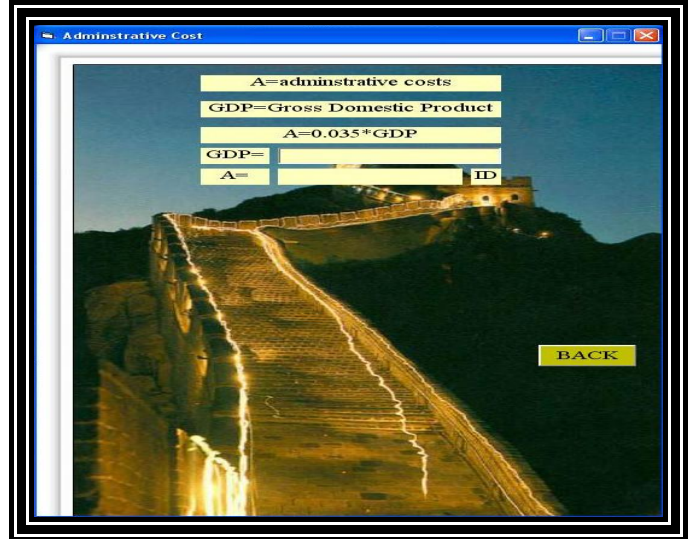 Adminstrative Cost
A=adminstrative costs
GDP=Gross Domestic Product
A=0.035*GDP
GDP=
A= ID
BACK